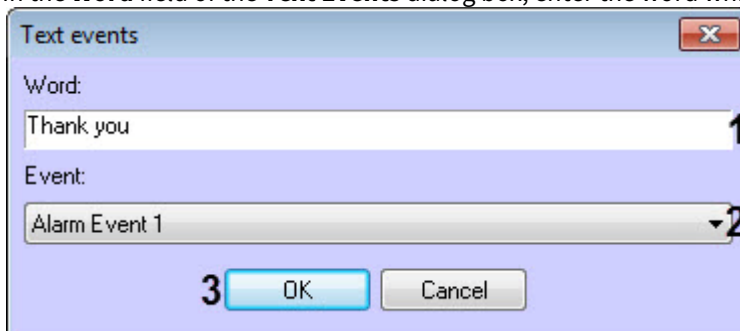 in the Word field of the Text Events dialog box, enter the word
Text events
Word:
Thank you
1
Event:
Alarm Event 1
2
3
OK
Cancel